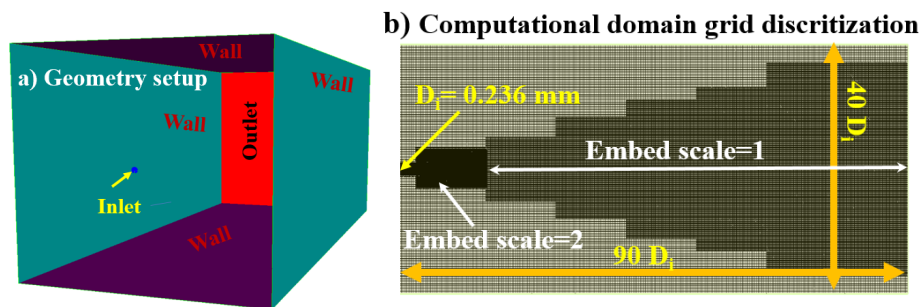 a) Geometry setup
Wall
Wall
Wall
Wall
Outlet
Inlet
b) Computational domain grid discritization
Dᵢ= 0.236 mm
40 Dᵢ
Embed scale=1
Embed scale=2
90 Dᵢ